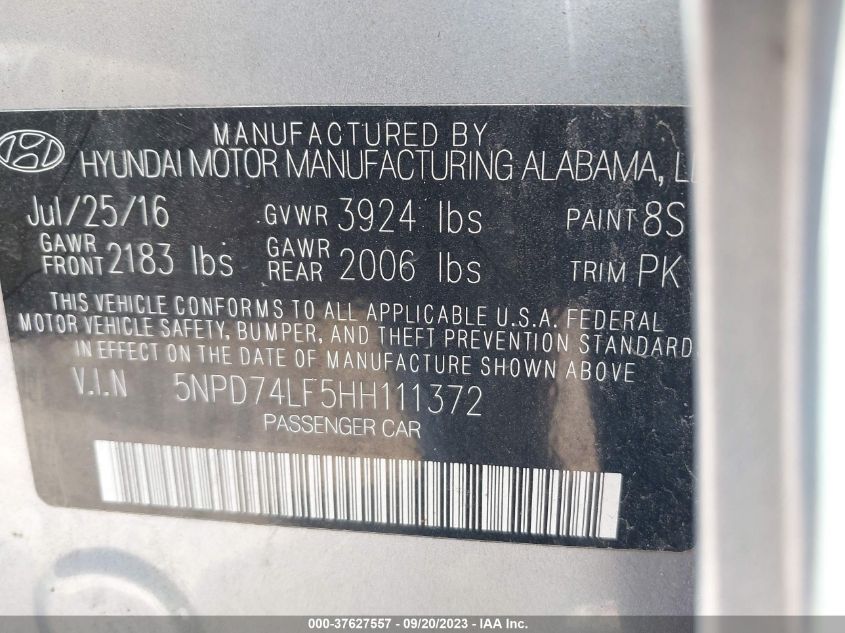 MANUFACTURED BY
HYUNDAI MOTOR MANUFACTURING ALABAMA,
Jul/25/16 GVWR 3924 lbs PAINT 8S
GAWR FRONT 2183 lbs GAWR REAR 2006 lbs TRIM PK
THIS VEHICLE CONFORMS TO ALL APPLICABLE U.S.A. FEDERAL
MOTOR VEHICLE SAFETY, BUMPER, AND THEFT PREVENTION STANDARD
IN EFFECT ON THE DATE OF MANUFACTURE SHOWN ABOVE
V.I.N 5NPD74LF5HH111372
PASSENGER CAR
000-37627557 - 09/20/2023 - IAA Inc.